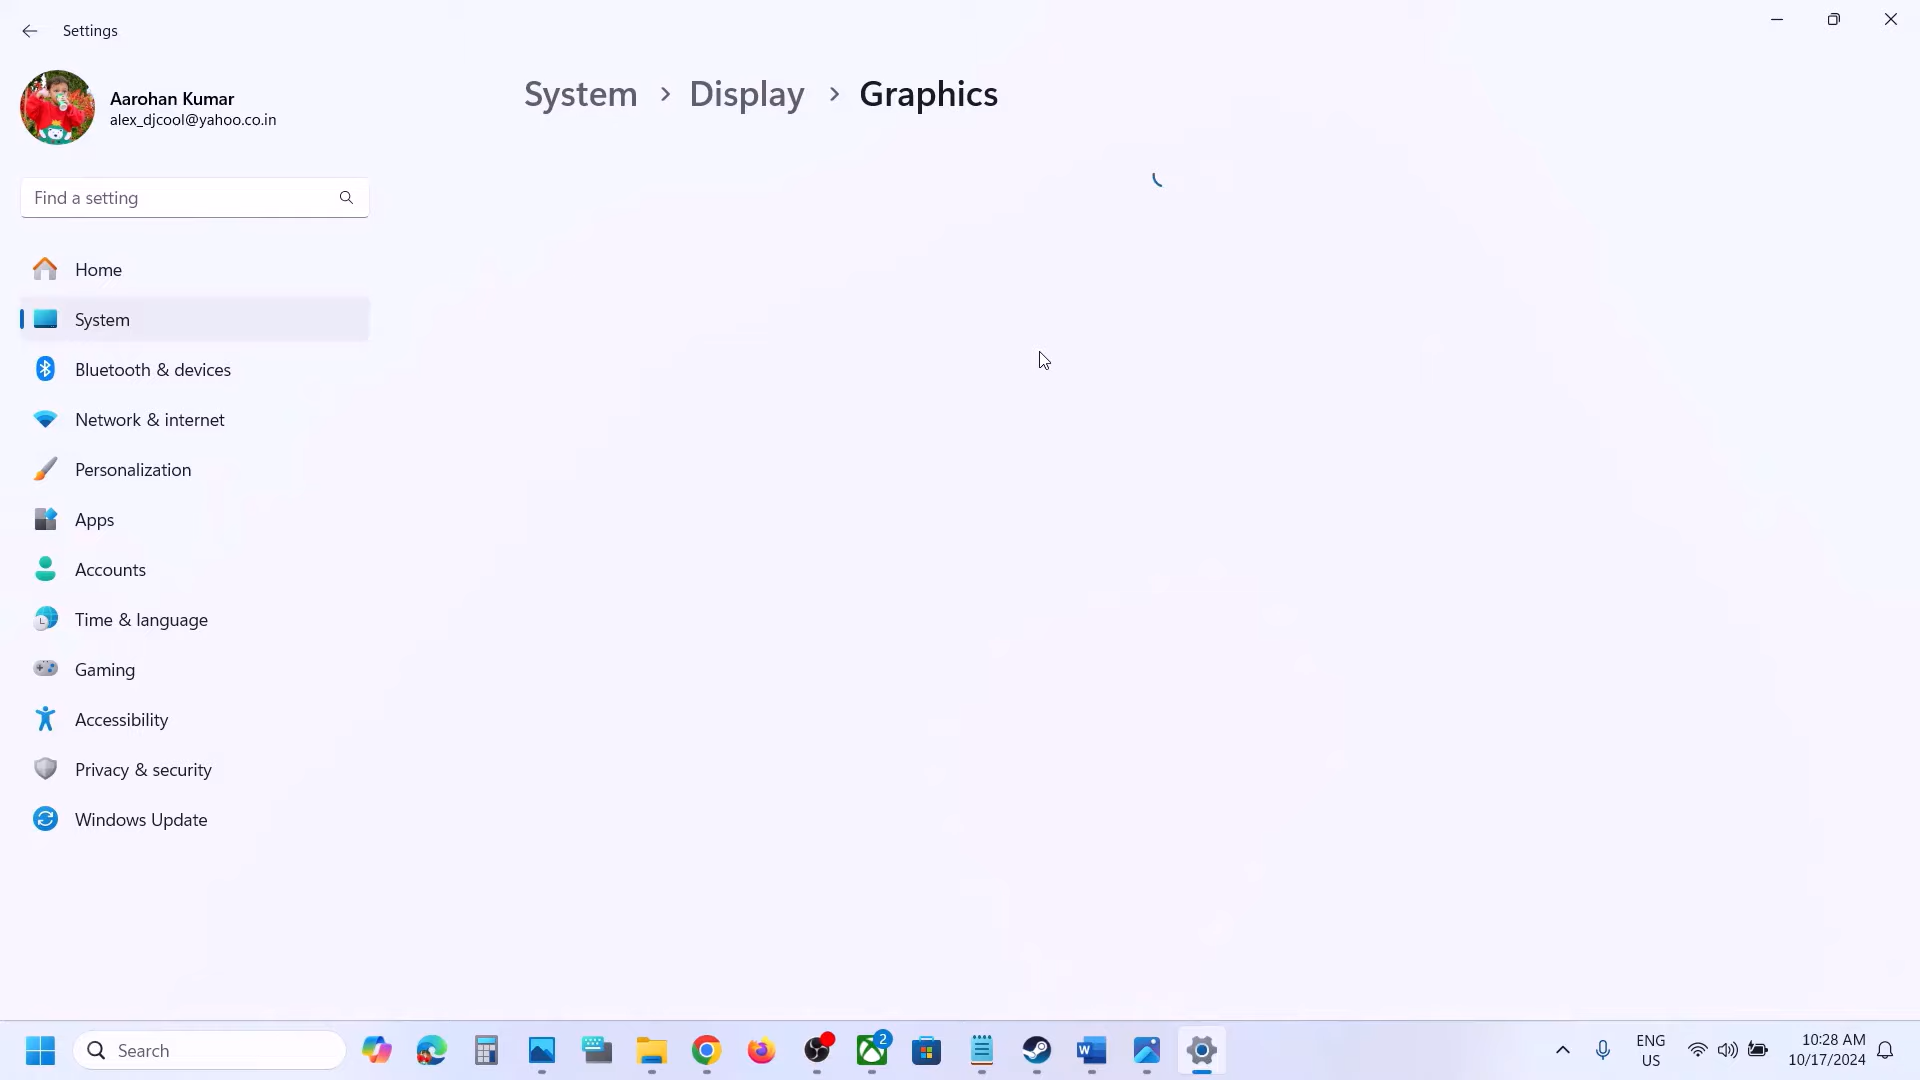 Settings
Aarohan Kumar
alex_djcool@yahoo.co.in
System > Display > Graphics
Find a setting
Home
System
Bluetooth & devices
Network & internet
Personalization
Apps
Accounts
Time & language
Gaming
Accessibility
Privacy & security
Windows Update
Search
2
ENG
US
10:28 AM
10/17/2024